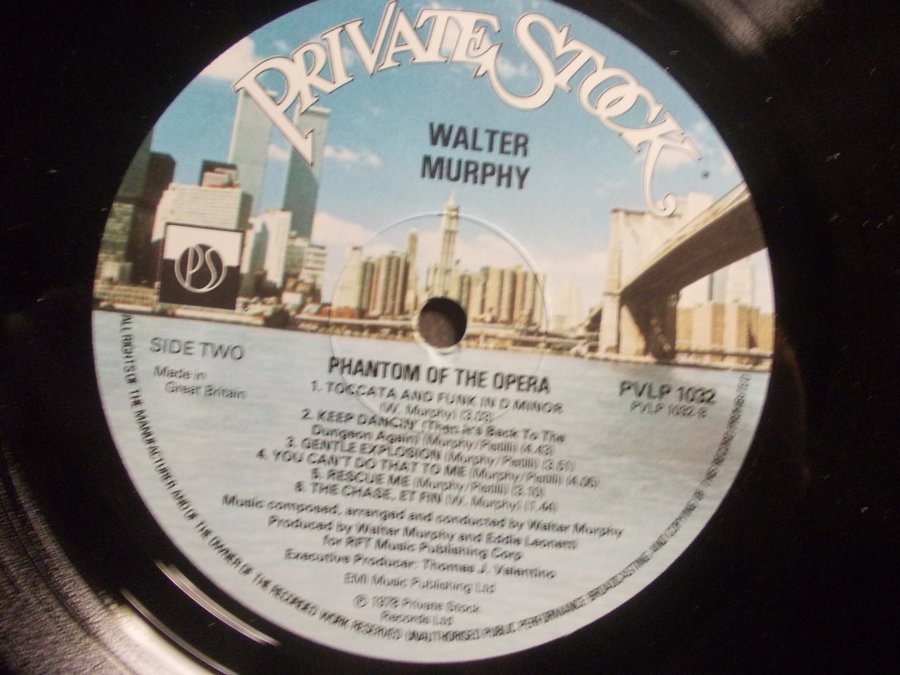 PRIVATE STOCK
®
WALTER
MURPHY
PS
®
SIDE TWO
Made in
Great Britain
PHANTOM OF THE OPERA
PVLP 1032
PVLP 1032-B
1. TOCCATA AND FUNK IN D MINOR
(W. Murphy) (3.03)
2. KEEP DANCIN' (Then It's Back To The
Dungeon Again) (Murphy/Pistilli) (4.43)
3. GENTLE EXPLOSION (Murphy/Pistilli) (3.51)
4. YOU CAN'T DO THAT TO ME (Murphy/Pistilli) (4.05)
5. RESCUE ME (Murphy/Pistilli) (3.15)
6. THE CHASE, ET FIN (W. Murphy) (1.44)
Music composed, arranged and conducted by Walter Murphy
Produced by Walter Murphy and Eddie Leonetti
for RFT Music Publishing Corp
Executive Producer: Thomas J. Valentino
EMI Music Publishing Ltd
℗ 1978 Private Stock
Records Ltd
ALL RIGHTS OF THE MANUFACTURER AND OF THE OWNER OF THE RECORDED WORK RESERVED UNAUTHORISED PUBLIC PERFORMANCE BROADCASTING AND COPYING OF THIS RECORD PROHIBITED